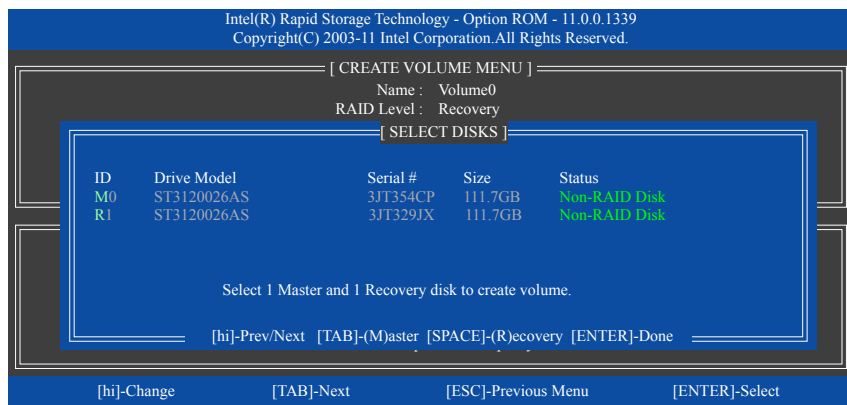 Intel(R) Rapid Storage Technology - Option ROM - 11.0.0.1339
Copyright(C) 2003-11 Intel Corporation.All Rights Reserved.
[ CREATE VOLUME MENU ]
Name : Volume0
RAID Level : Recovery
[ SELECT DISKS ]
ID Drive Model Serial # Size Status
M0 ST3120026AS 3JT354CP 111.7GB Non-RAID Disk
R1 ST3120026AS 3JT329JX 111.7GB Non-RAID Disk
Select 1 Master and 1 Recovery disk to create volume.
[hi]-Prev/Next [TAB]-(M)aster [SPACE]-(R)ecovery [ENTER]-Done
[hi]-Change [TAB]-Next [ESC]-Previous Menu [ENTER]-Select